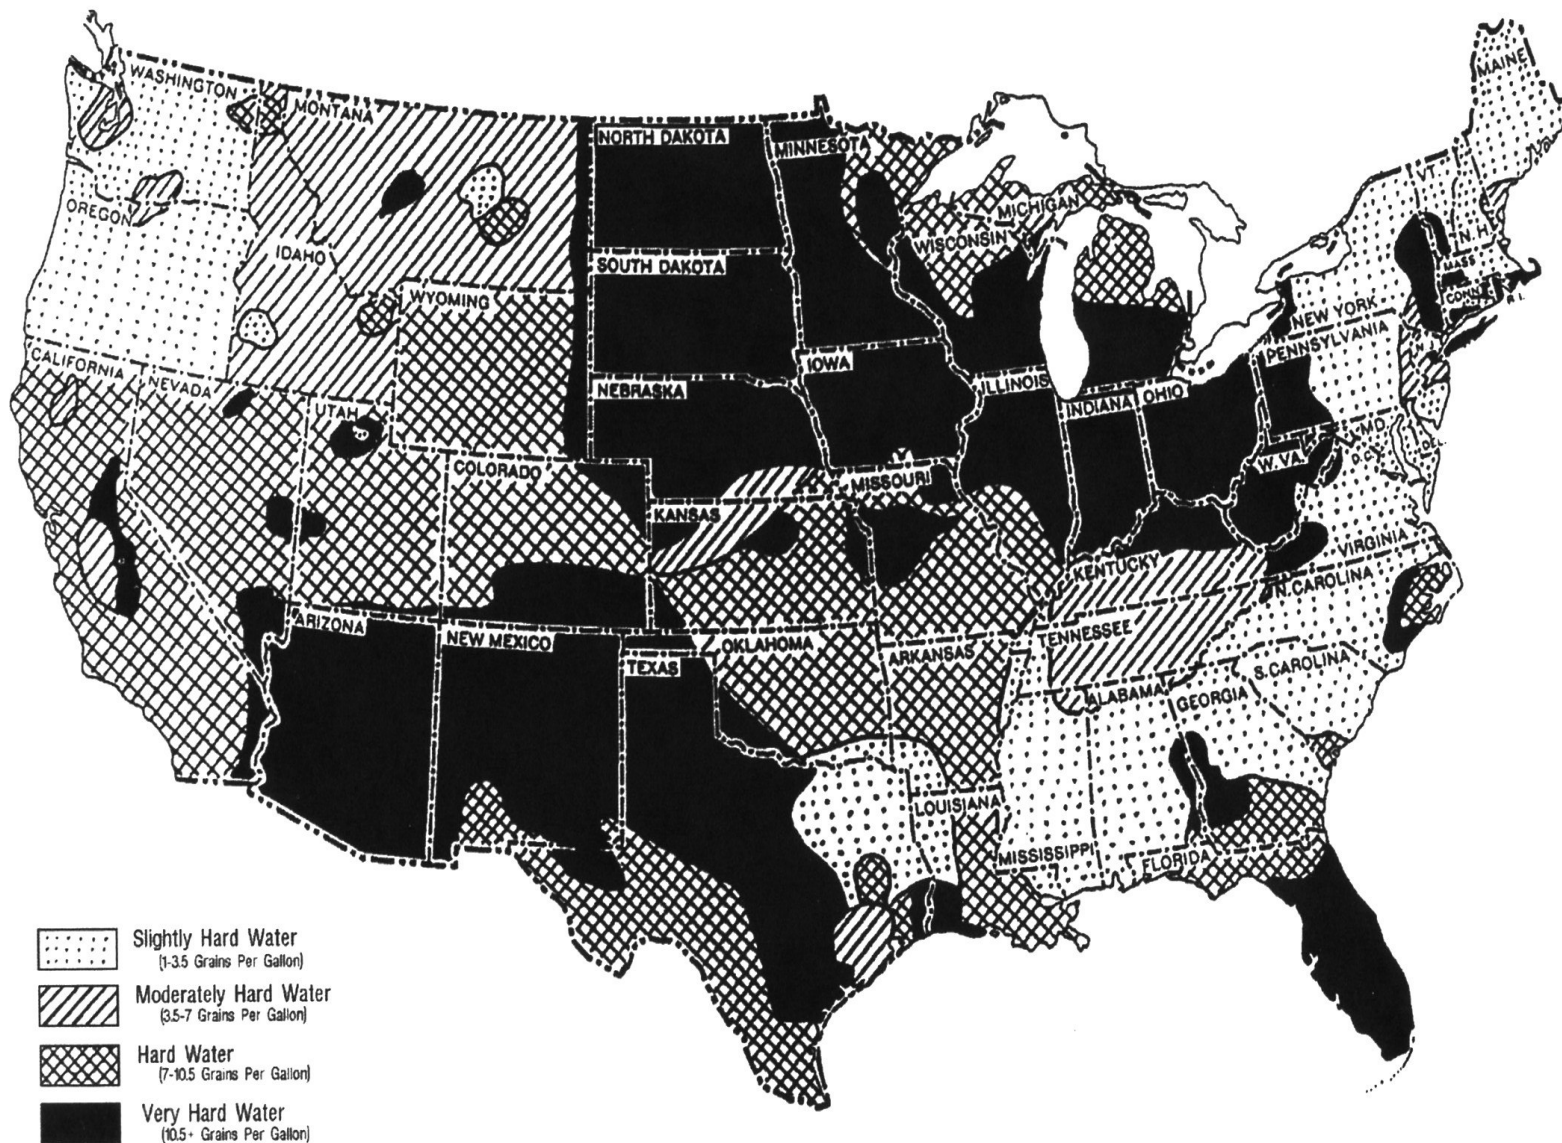 WASHINGTON
MONTANA
NORTH DAKOTA
MINNESOTA
MAINE
OREGON
IDAHO
SOUTH DAKOTA
WISCONSIN
MICHIGAN
VT.
N.H.
MASS
CONN.
R.I.
WYOMING
NEW YORK
CALIFORNIA
NEVADA
UTAH
NEBRASKA
IOWA
ILLINOIS
INDIANA
OHIO
PENNSYLVANIA
COLORADO
KANSAS
MISSOURI
W. VA.
MD.
D.C.
DEL.
KENTUCKY
VIRGINIA
ARIZONA
NEW MEXICO
TEXAS
OKLAHOMA
ARKANSAS
TENNESSEE
N. CAROLINA
S. CAROLINA
ALABAMA
GEORGIA
LOUISIANA
MISSISSIPPI
FLORIDA
Slightly Hard Water
(1-3.5 Grains Per Gallon)
Moderately Hard Water
(3.5-7 Grains Per Gallon)
Hard Water
(7-10.5 Grains Per Gallon)
Very Hard Water
(10.5+ Grains Per Gallon)